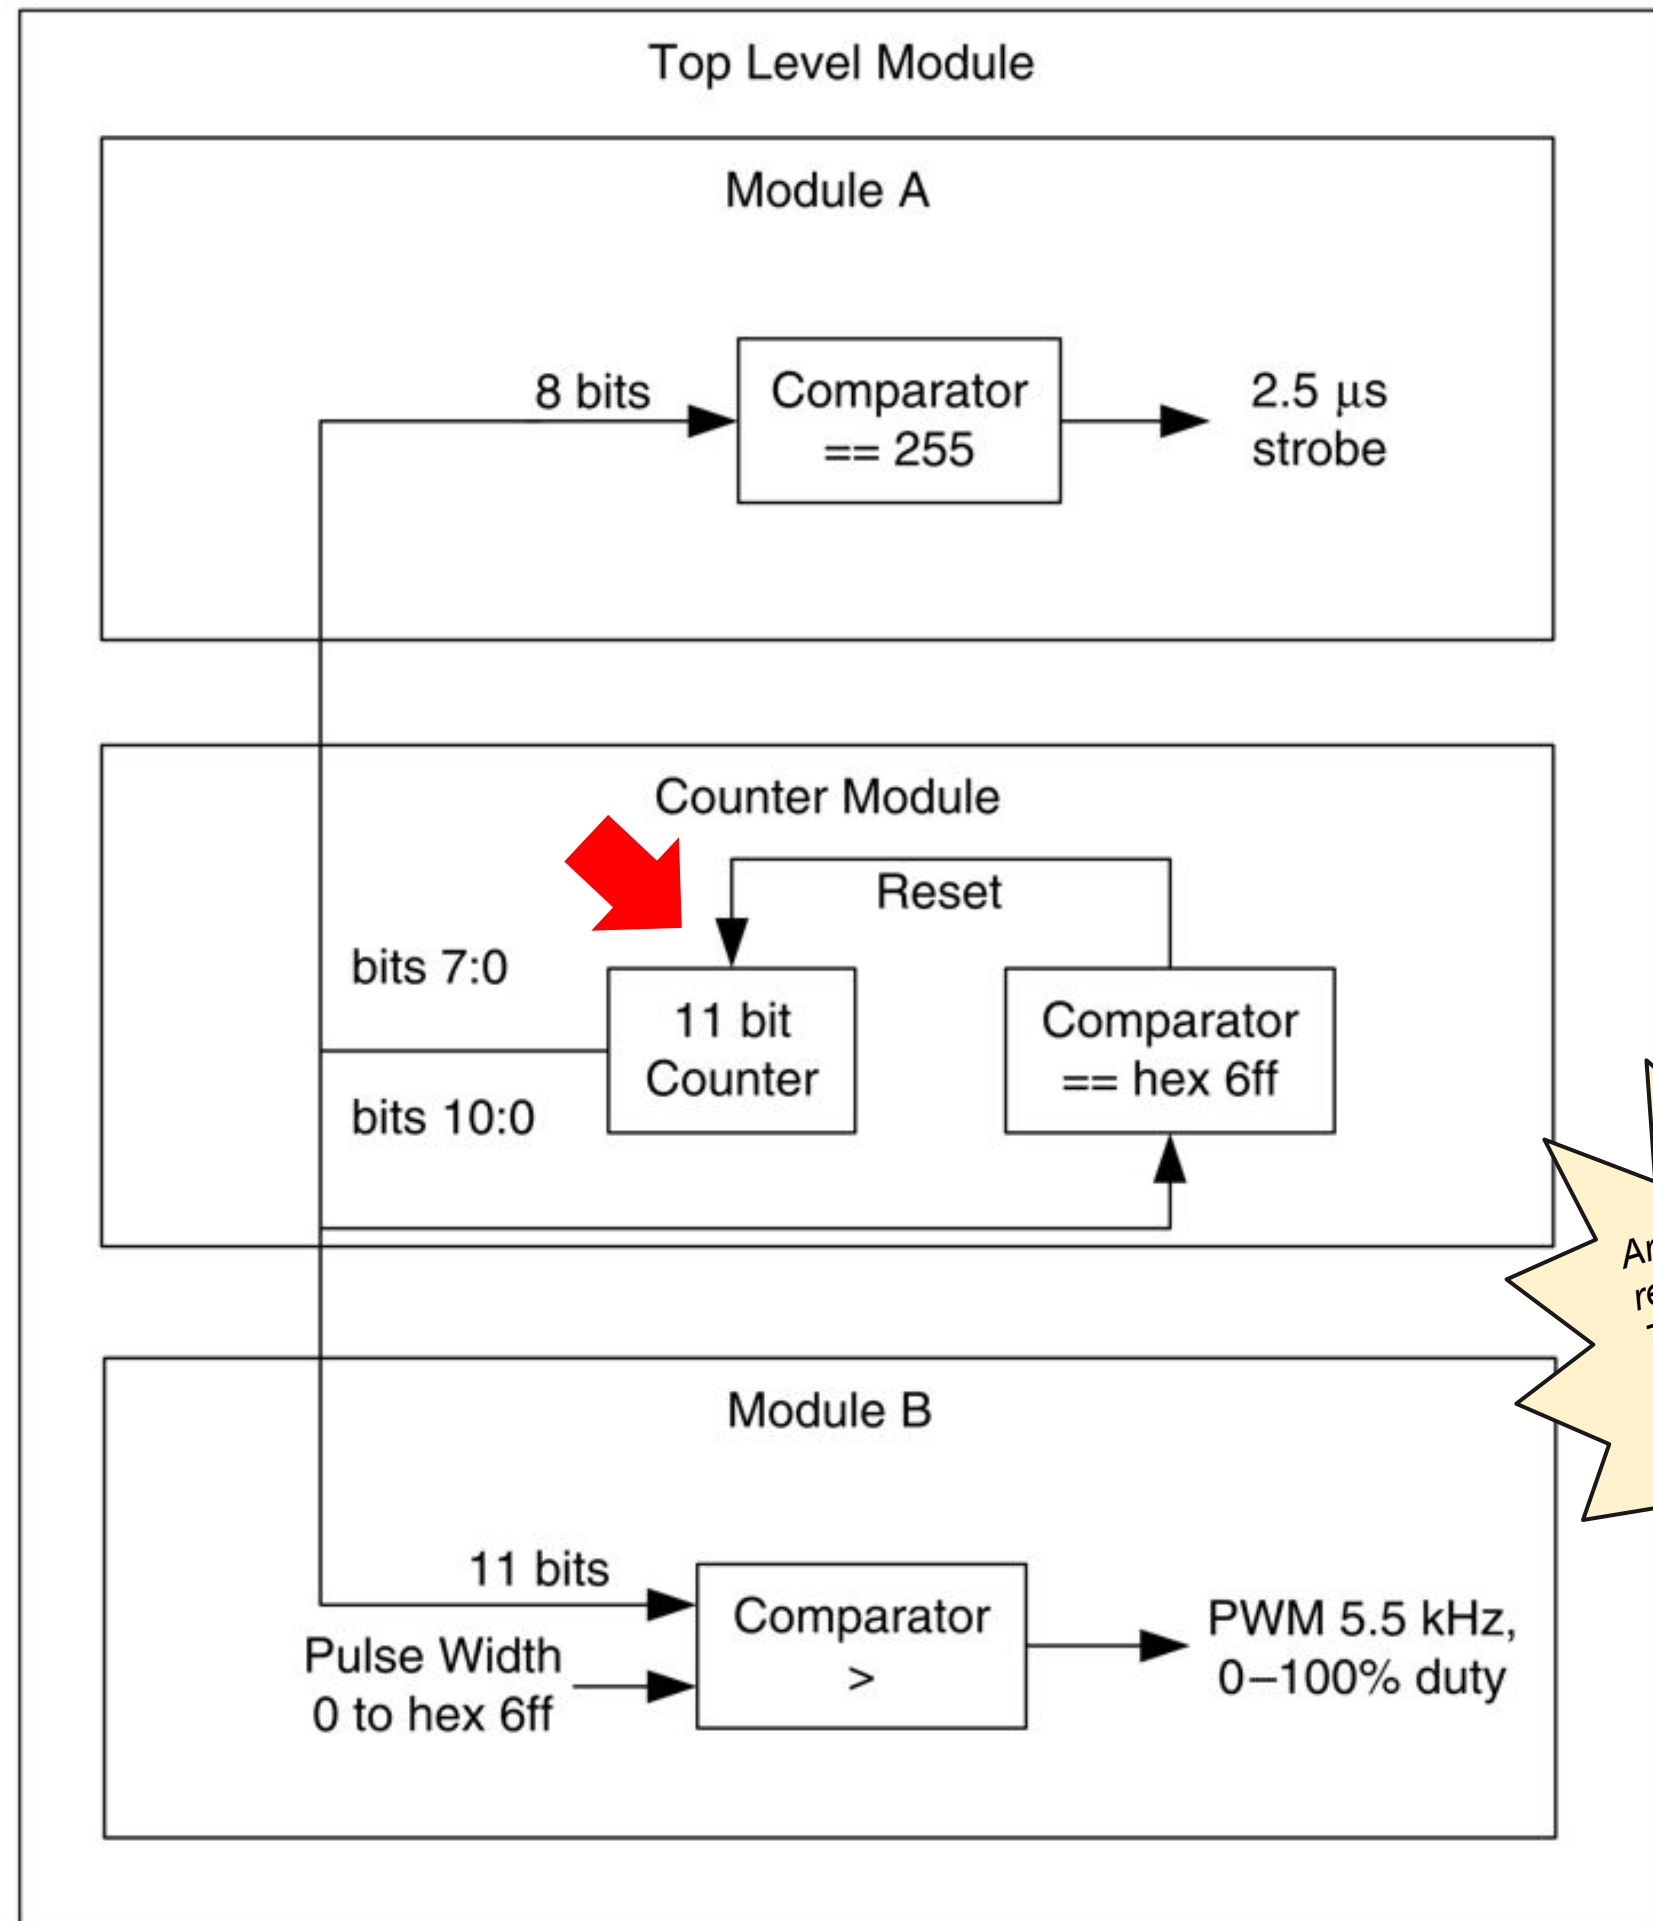 Top Level Module
Module A
8 bits
Comparator
== 255
2.5 μs
strobe
Counter Module
Reset
bits 7:0
11 bit
Counter
Comparator
== hex 6ff
bits 10:0
Module B
11 bits
Pulse Width
0 to hex 6ff
Comparator
>
PWM 5.5 kHz,
0–100% duty